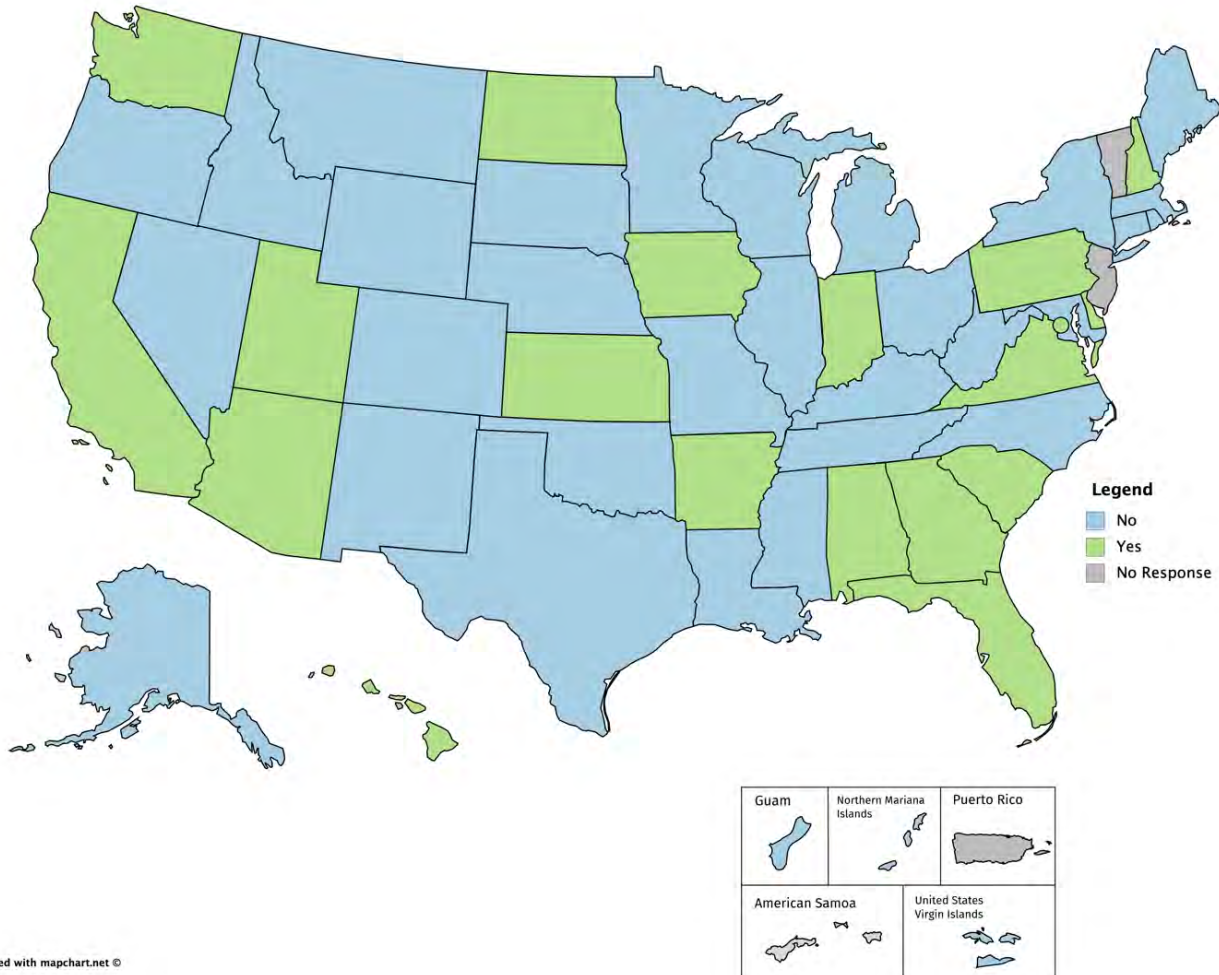 Legend
No
Yes
No Response
Guam
Northern Mariana
Islands
Puerto Rico
American Samoa
United States
Virgin Islands
ed with mapchart.net ©